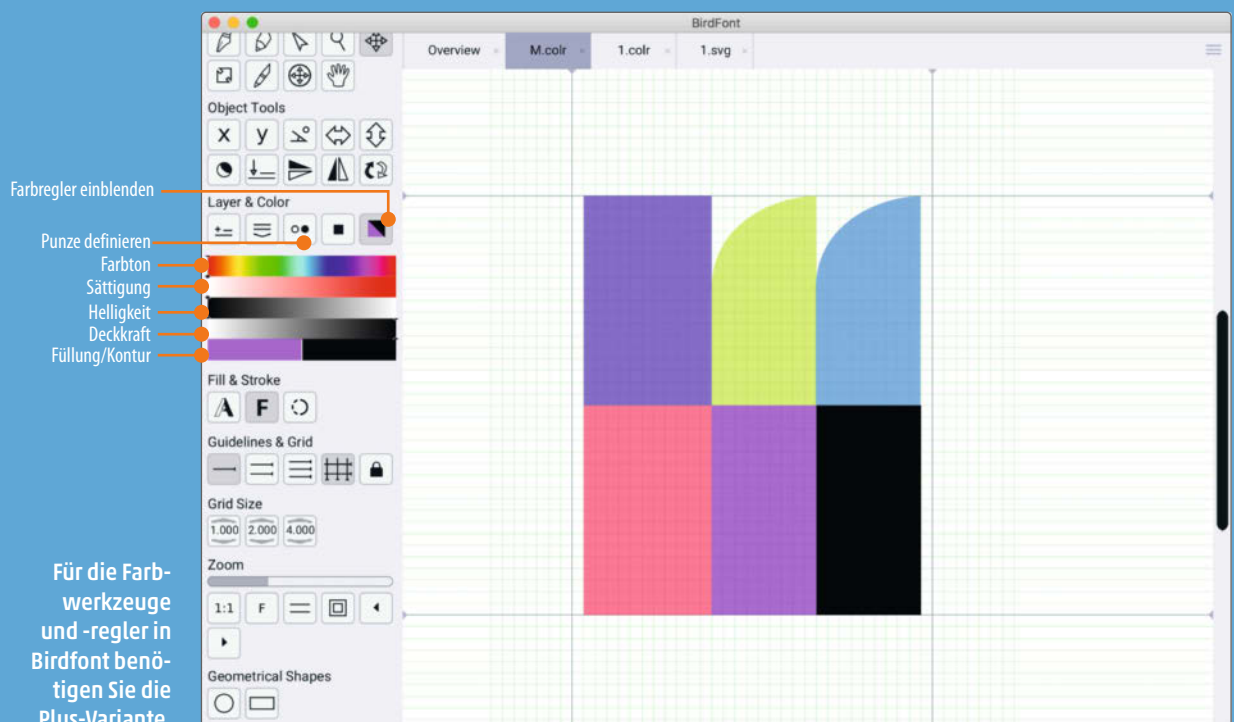 BirdFont
Overview × M.colr × 1.colr × 1.svg ×
Object Tools
x y
Farbregler einblenden
Layer & Color
Punze definieren
Farbton
Sättigung
Helligkeit
Deckkraft
Füllung/Kontur
Fill & Stroke
A F
Guidelines & Grid
Grid Size
1.000 2.000 4.000
Zoom
1:1 F
Geometrical Shapes
Für die Farb-
werkzeuge
und -regler in
Birdfont benö-
tigen Sie die
Plus-Variante.